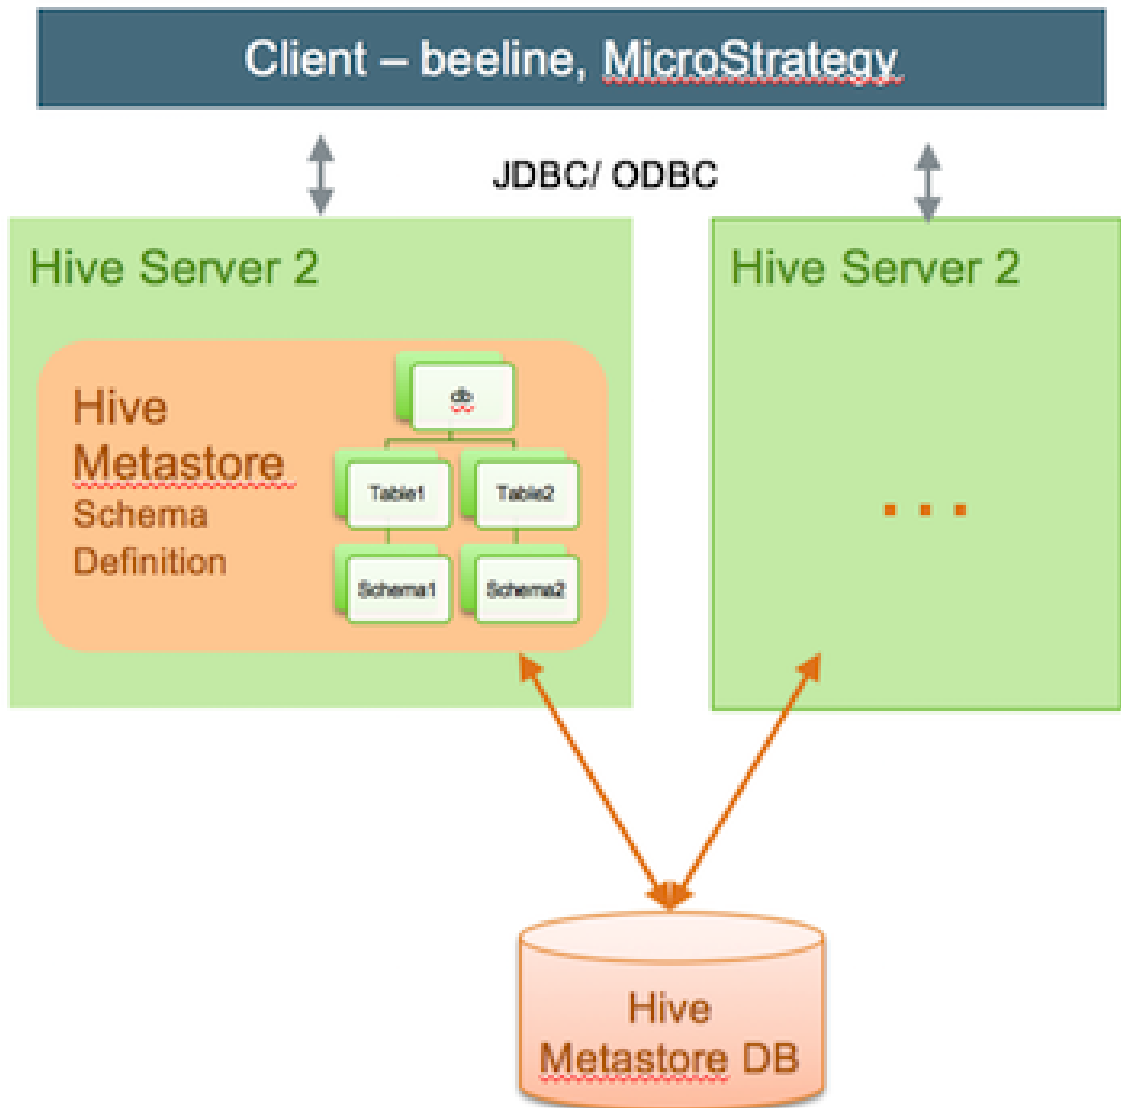 Client – beeline, MicroStrategy
JDBC/ ODBC
Hive Server 2
Hive
Metastore
Schema
Definition
db
Table1
Table2
Schema1
Schema2
Hive Server 2
...
Hive
Metastore DB